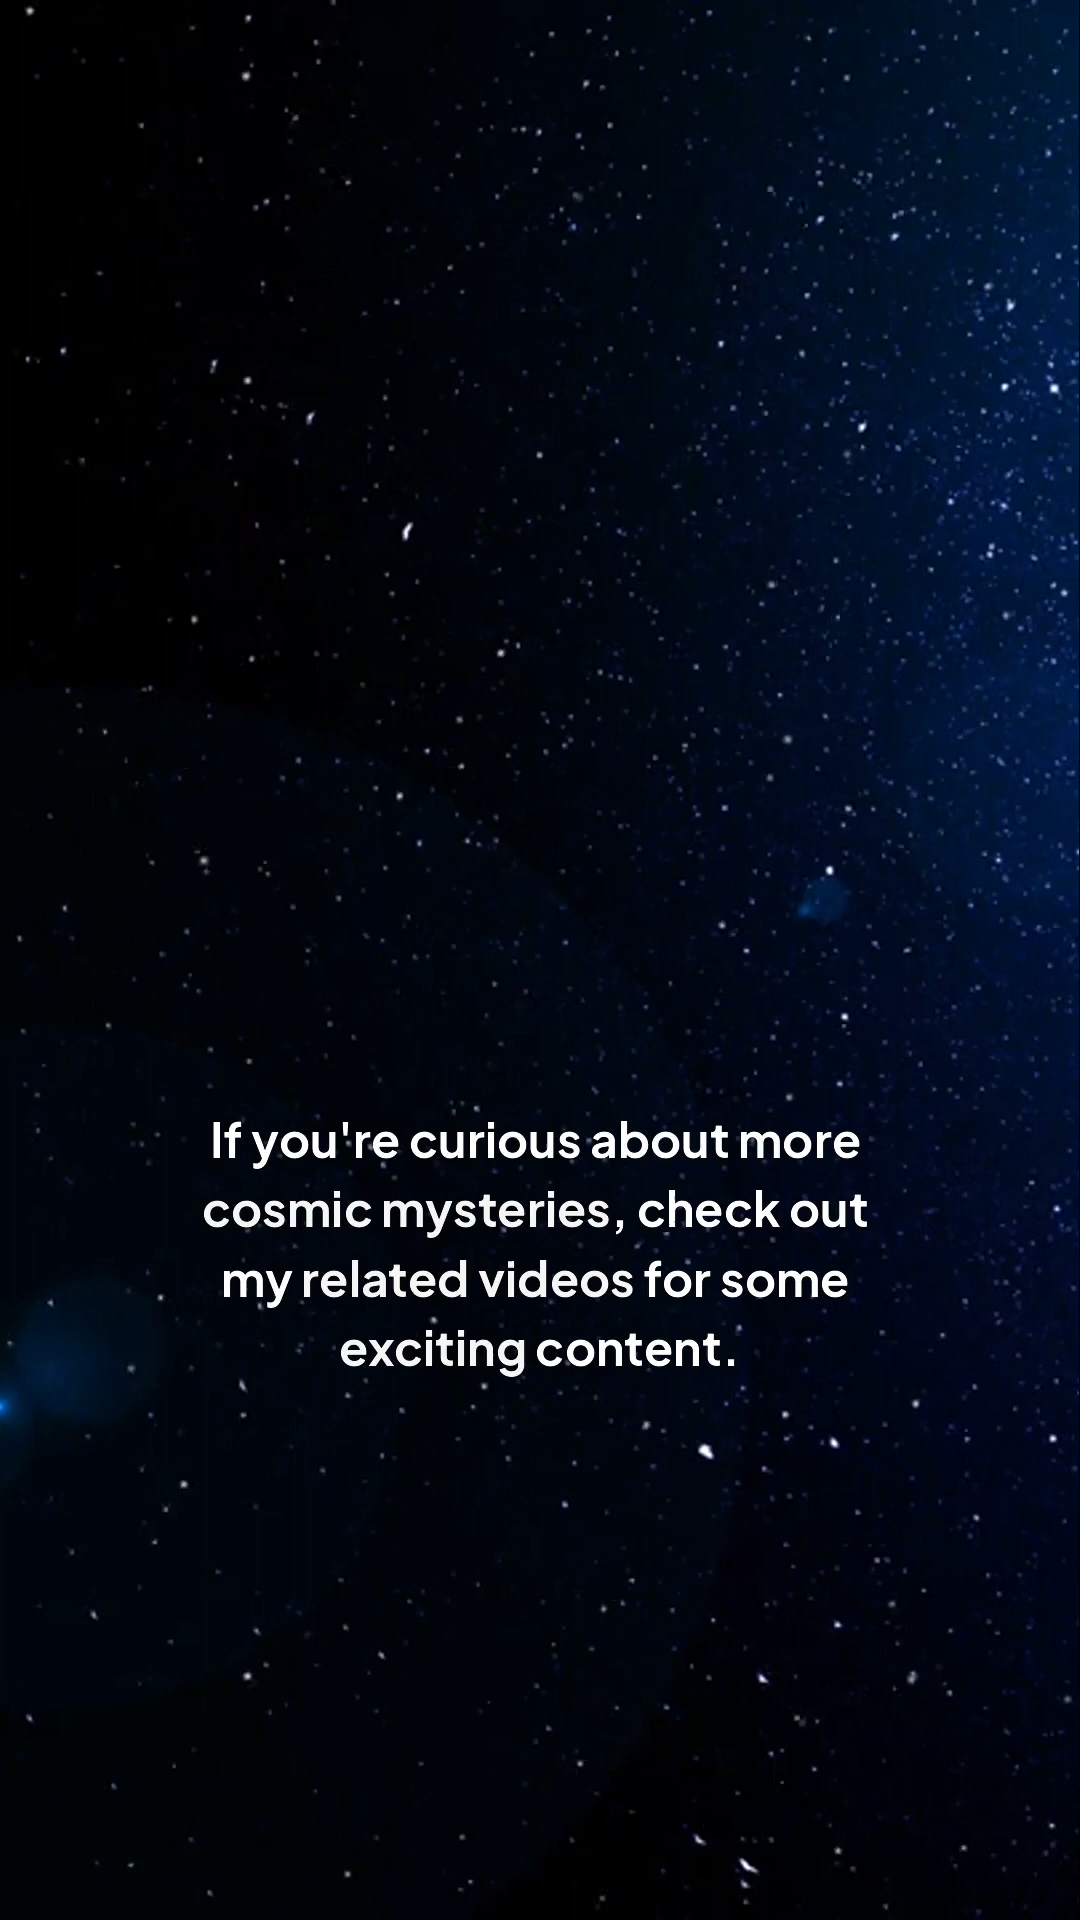 If you're curious about more
cosmic mysteries, check out
my related videos for some
exciting content.